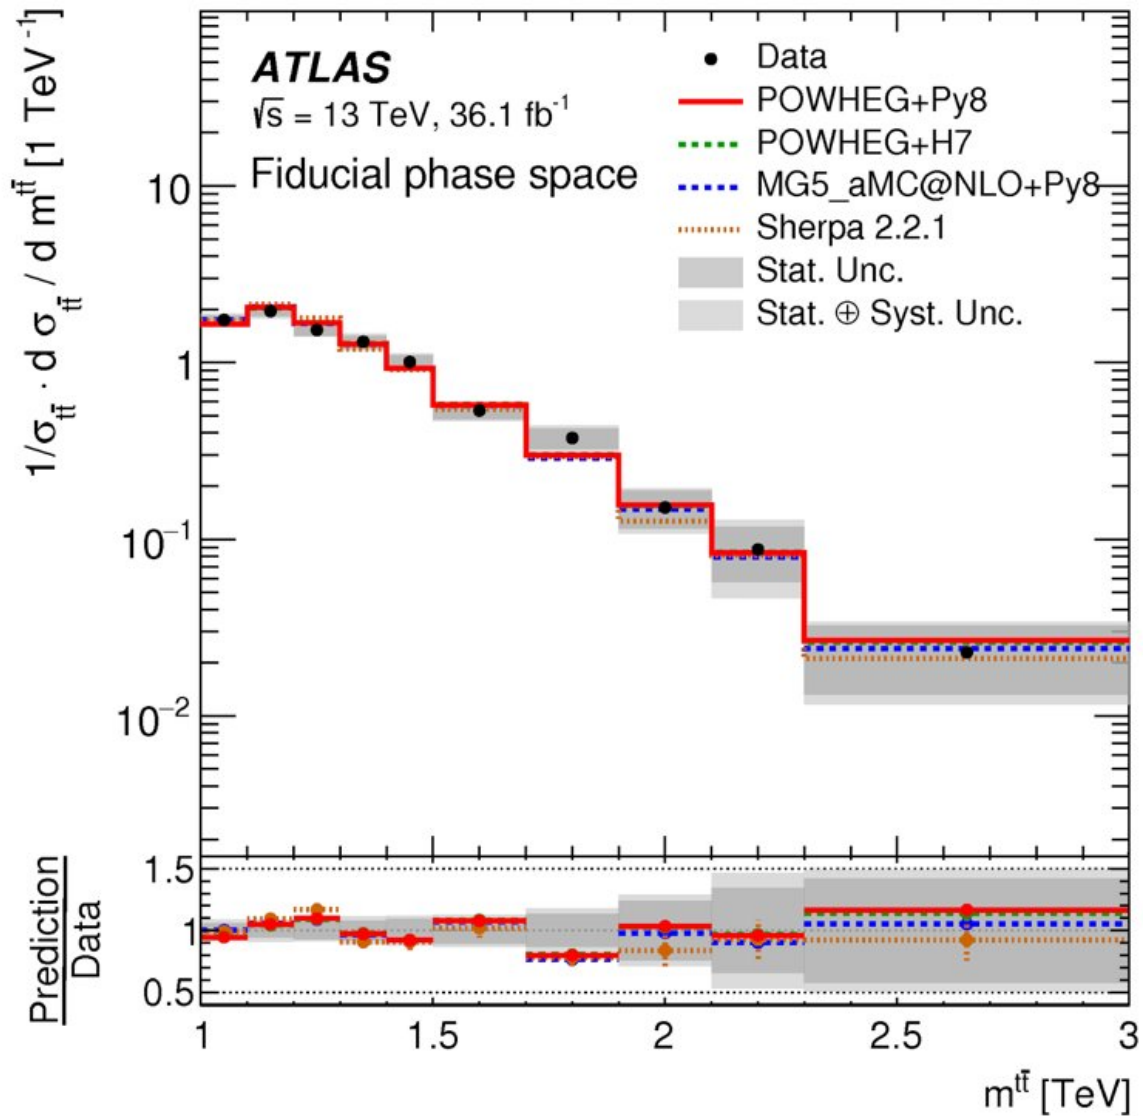 1/σ_tt̄ · d σ_tt̄ / d m^tt̄ [1 TeV⁻¹]
ATLAS
√s = 13 TeV, 36.1 fb⁻¹
Fiducial phase space
Data
POWHEG+Py8
POWHEG+H7
MG5_aMC@NLO+Py8
Sherpa 2.2.1
Stat. Unc.
Stat. ⊕ Syst. Unc.
10
1
10⁻¹
10⁻²
Prediction
Data
1.5
1
0.5
1 1.5 2 2.5 3
m^tt̄ [TeV]